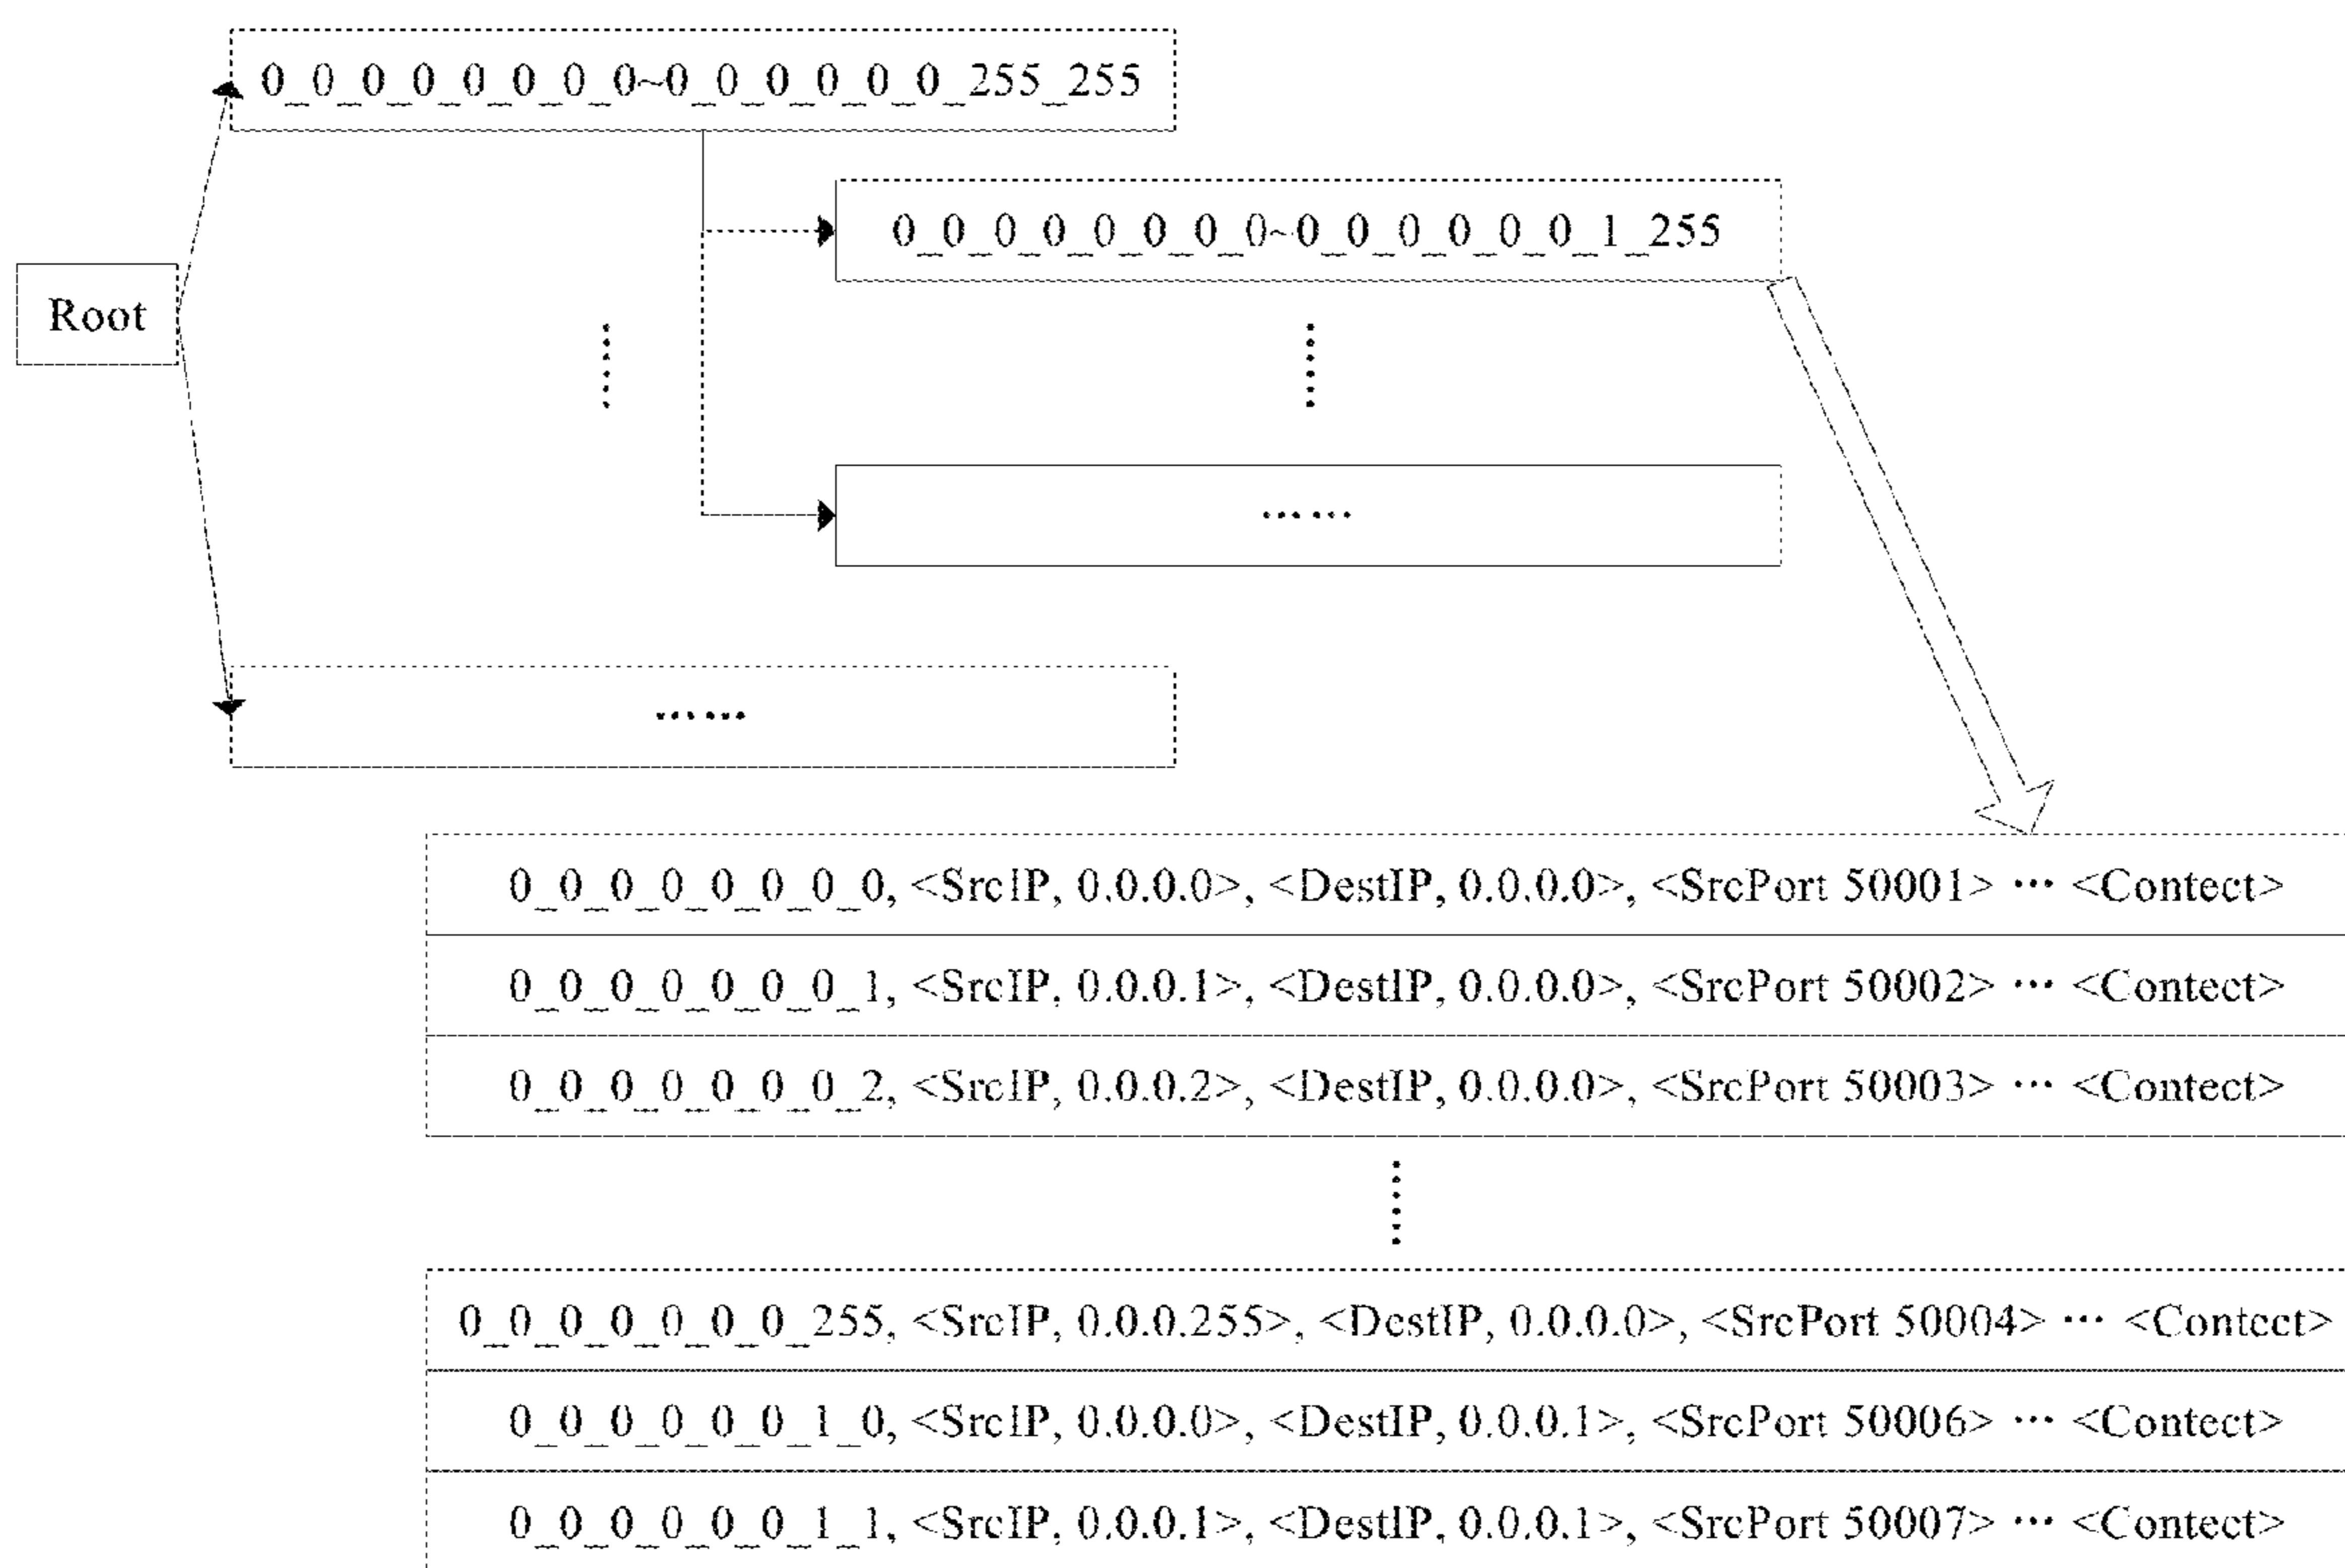 0_0_0_0_0_0_0_0~0_0_0_0_0_0_255_255
0_0_0_0_0_0_0_0~0_0_0_0_0_0_1_255
Root
……
……
0_0_0_0_0_0_0_0, <SrcIP, 0.0.0.0>, <DestIP, 0.0.0.0>, <SrcPort 50001> ··· <Contect>
0_0_0_0_0_0_0_1, <SrcIP, 0.0.0.1>, <DestIP, 0.0.0.0>, <SrcPort 50002> ··· <Contect>
0_0_0_0_0_0_0_2, <SrcIP, 0.0.0.2>, <DestIP, 0.0.0.0>, <SrcPort 50003> ··· <Contect>
0_0_0_0_0_0_0_255, <SrcIP, 0.0.0.255>, <DestIP, 0.0.0.0>, <SrcPort 50004> ··· <Contect>
0_0_0_0_0_0_1_0, <SrcIP, 0.0.0.0>, <DestIP, 0.0.0.1>, <SrcPort 50006> ··· <Contect>
0_0_0_0_0_0_1_1, <SrcIP, 0.0.0.1>, <DestIP, 0.0.0.1>, <SrcPort 50007> ··· <Contect>